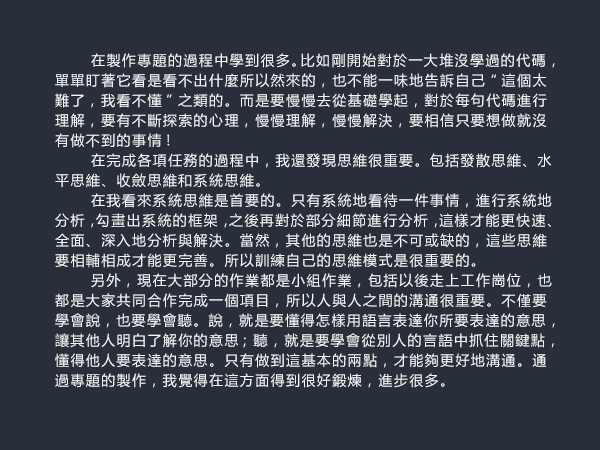 在製作專題的過程中學到很多。比如剛開始對於一大堆沒學過的代碼，
單單盯著它看是看不出什麼所以然來的，也不能一味地告訴自己“這個太
難了，我看不懂”之類的。而是要慢慢去從基礎學起，對於每句代碼進行
理解，要有不斷探索的心理，慢慢理解，慢慢解決，要相信只要想做就沒
有做不到的事情！
在完成各項任務的過程中，我還發現思維很重要。包括發散思維、水
平思維、收斂思維和系統思維。
在我看來系統思維是首要的。只有系統地看待一件事情，進行系統地
分析，勾畫出系統的框架，之後再對於部分細節進行分析，這樣才能更快速、
全面、深入地分析與解決。當然，其他的思維也是不可或缺的，這些思維
要相輔相成才能更完善。所以訓練自己的思維模式是很重要的。
另外，現在大部分的作業都是小組作業，包括以後走上工作崗位，也
都是大家共同合作完成一個項目，所以人與人之間的溝通很重要。不僅要
學會說，也要學會聽。說，就是要懂得怎樣用語言表達你所要表達的意思，
讓其他人明白了解你的意思；聽，就是要學會從別人的言語中抓住關鍵點，
懂得他人要表達的意思。只有做到這基本的兩點，才能夠更好地溝通。通
過專題的製作，我覺得在這方面得到很好鍛煉，進步很多。